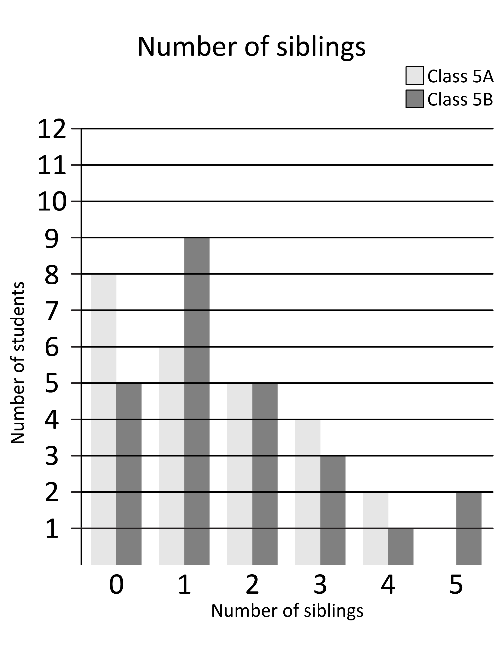 Number of siblings
Class 5A
Class 5B
12
11
10
9
8
7
6
5
4
3
2
1
Number of students
0 1 2 3 4 5
Number of siblings